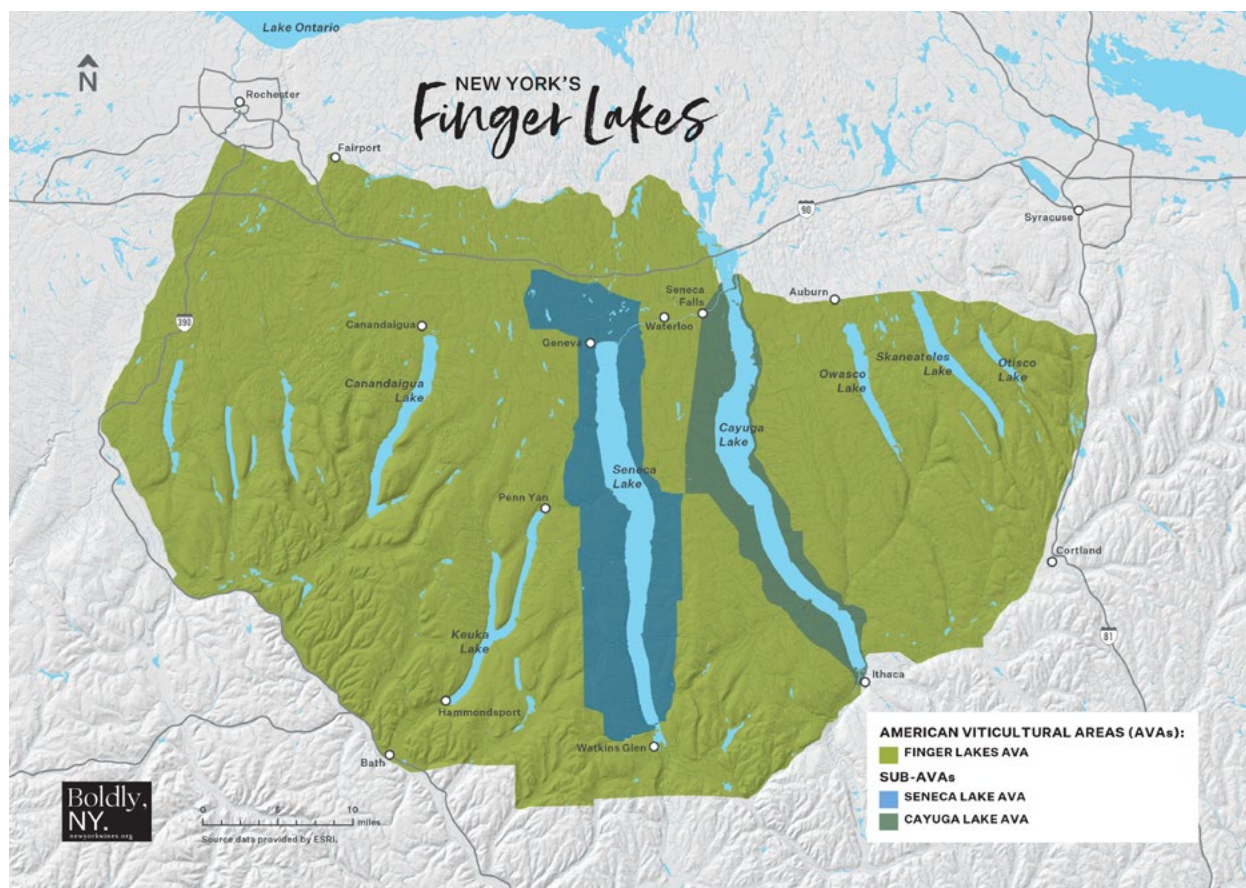 Lake Ontario
N
NEW YORK'S
Finger Lakes
Rochester
Fairport
90
Syracuse
390
Canandaigua
Canandaigua
Lake
Geneva
Waterloo
Seneca
Falls
Auburn
Owasco
Lake
Skaneateles
Lake
Otisco
Lake
Cayuga
Lake
Seneca
Lake
Penn Yan
Keuka
Lake
Hammondsport
Bath
Watkins Glen
Cortland
81
Ithaca
AMERICAN VITICULTURAL AREAS (AVAs):
FINGER LAKES AVA
SUB-AVAs
SENECA LAKE AVA
CAYUGA LAKE AVA
Boldly,
NY.
newyorkwines.org
0 5 10
miles
Source data provided by ESRI.